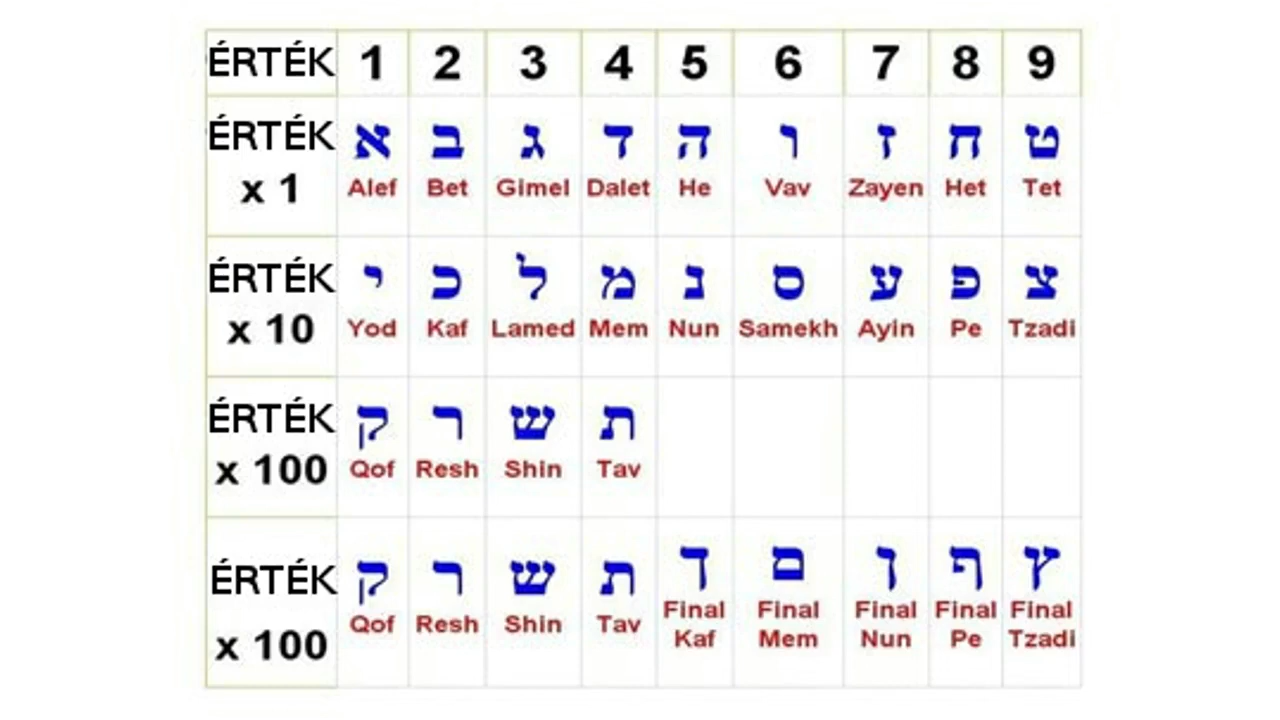 ÉRTÉK 1 2 3 4 5 6 7 8 9
ÉRTÉK x 1 א ב ג ד ה ו ז ח ט
Alef Bet Gimel Dalet He Vav Zayen Het Tet
ÉRTÉK x 10 י כ ל מ נ ס ע פ צ
Yod Kaf Lamed Mem Nun Samekh Ayin Pe Tzadi
ÉRTÉK x 100 ק ר ש ת
Qof Resh Shin Tav
ÉRTÉK x 100 ק ר ש ת ך ם ן ף ץ
Qof Resh Shin Tav Final Kaf Final Mem Final Nun Final Pe Final Tzadi